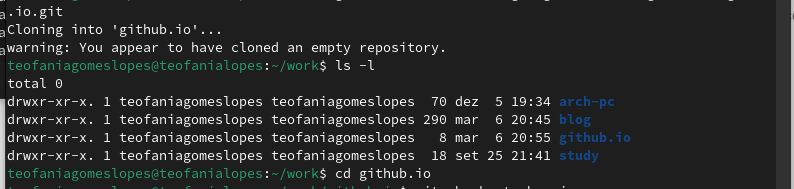 .io.git
Cloning into 'github.io'...
warning: You appear to have cloned an empty repository.
teofaniagomeslopes@teofanialopes:~/work$ ls -l
total 0
drwxr-xr-x. 1 teofaniagomeslopes teofaniagomeslopes  70 dez  5 19:34 arch-pc
drwxr-xr-x. 1 teofaniagomeslopes teofaniagomeslopes 290 mar  6 20:45 blog
drwxr-xr-x. 1 teofaniagomeslopes teofaniagomeslopes   8 mar  6 20:55 github.io
drwxr-xr-x. 1 teofaniagomeslopes teofaniagomeslopes  18 set 25 21:41 study
teofaniagomeslopes@teofanialopes:~/work$ cd github.io